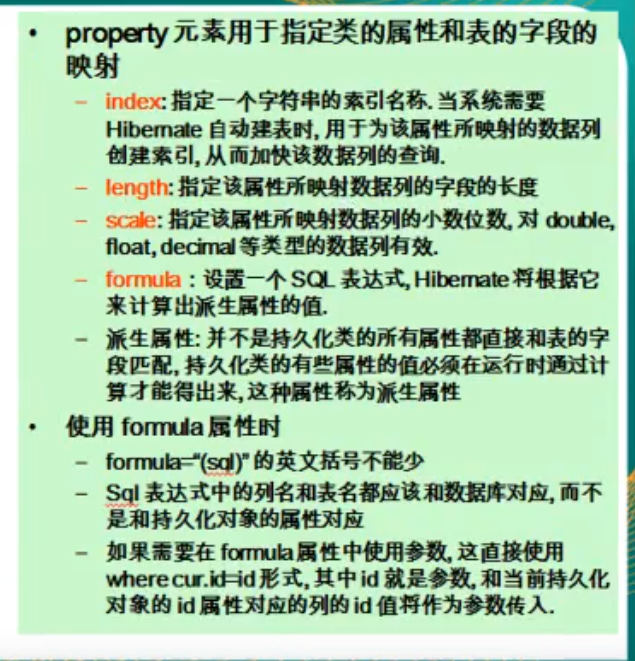 • property 元素用于指定类的属性和表的字段的
映射
– index: 指定一个字符串的索引名称. 当系统需要
Hibernate 自动建表时, 用于为该属性所映射的数据列
创建索引, 从而加快该数据列的查询.
– length: 指定该属性所映射数据列的字段的长度
– scale: 指定该属性所映射数据列的小数位数, 对 double,
float, decimal 等类型的数据列有效.
– formula：设置一个 SQL 表达式, Hibernate 将根据它
来计算出派生属性的值.
– 派生属性: 并不是持久化类的所有属性都直接和表的字
段匹配, 持久化类的有些属性的值必须在运行时通过计
算才能得出来, 这种属性称为派生属性
• 使用 formula 属性时
– formula=“(sql)” 的英文括号不能少
– Sql 表达式中的列名和表名都应该和数据库对应, 而不
是和持久化对象的属性对应
– 如果需要在 formula 属性中使用参数, 这直接使用
where cur.id=id 形式, 其中 id 就是参数, 和当前持久化
对象的 id 属性对应的列的 id 值将作为参数传入.